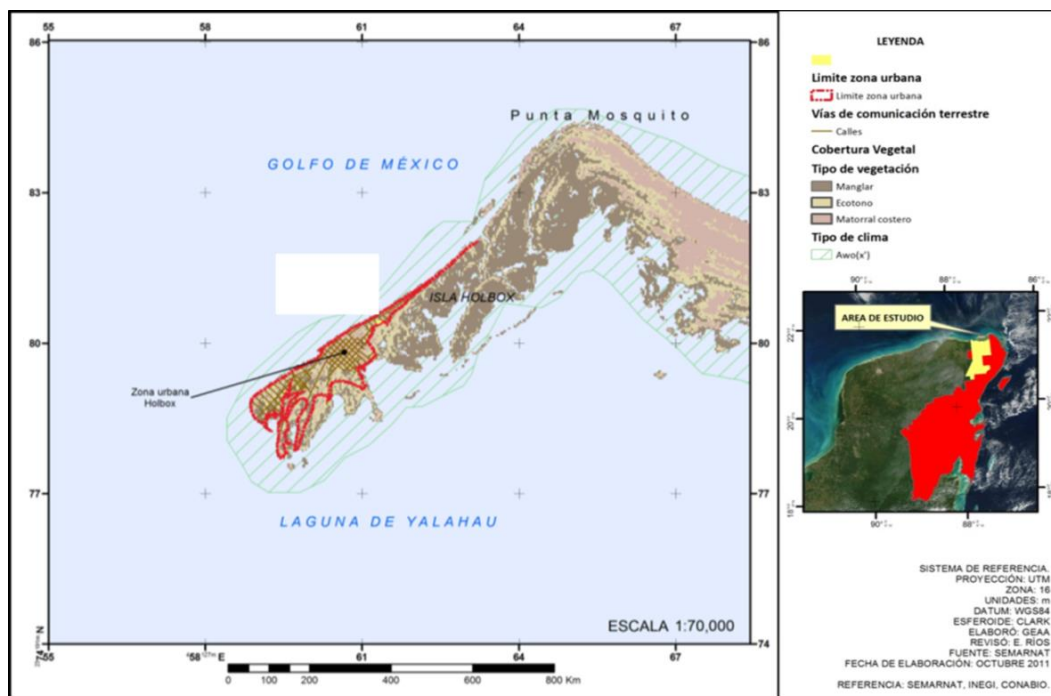 55 58 61 64 67
86 86
83 83
80 80
77 77
74 74
55 58 61 64 67
Punta Mosquito
GOLFO DE MÉXICO
ISLA HOLBOX
Zona urbana
Holbox
LAGUNA DE YALAHAU
ESCALA 1:70,000
N
E
0 100 200 400 600 800 Km
LEYENDA
Limite zona urbana
Limite zona urbana
Vías de comunicación terrestre
Calles
Cobertura Vegetal
Tipo de vegetación
Manglar
Ecotono
Matorral costero
Tipo de clima
Awo(x')
AREA DE ESTUDIO
SISTEMA DE REFERENCIA.
PROYECCIÓN: UTM
ZONA: 16
UNIDADES: m
DATUM: WGS84
ESFEROIDE: CLARK
ELABORÓ: GEAA
REVISÓ: E. RÍOS
FUENTE: SEMARNAT
FECHA DE ELABORACIÓN: OCTUBRE 2011
REFERENCIA: SEMARNAT, INEGI, CONABIO.